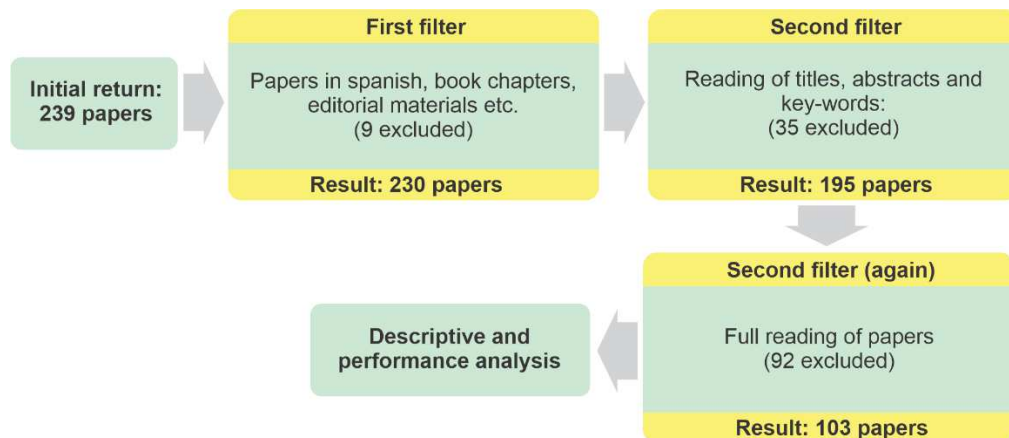 Initial return:
239 papers
First filter
Papers in spanish, book chapters,
editorial materials etc.
(9 excluded)
Result: 230 papers
Second filter
Reading of titles, abstracts and
key-words:
(35 excluded)
Result: 195 papers
Second filter (again)
Full reading of papers
(92 excluded)
Result: 103 papers
Descriptive and
performance analysis